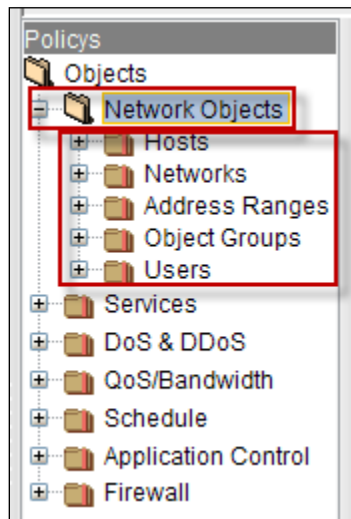 Policys
Objects
Network Objects
Hosts
Networks
Address Ranges
Object Groups
Users
Services
DoS & DDoS
QoS/Bandwidth
Schedule
Application Control
Firewall